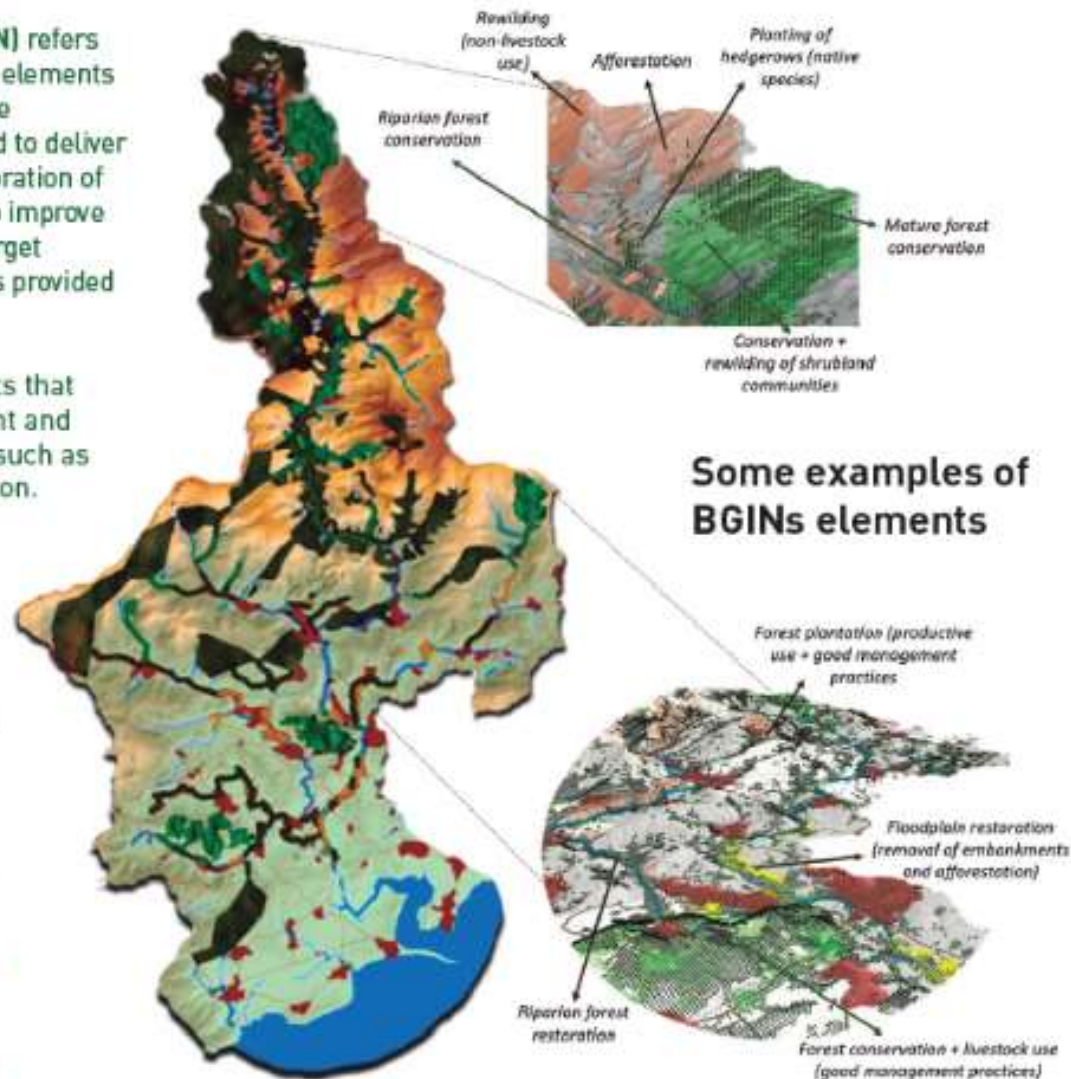 N) refers
elements
e
d to deliver
oration of
o improve
rget
s provided
ts that
nt and
such as
on.
Rewilding
(non-livestock
use)
Afforestation
Planting of
hedgerows (native
species)
Riparian forest
conservation
Mature forest
conservation
Conservation +
rewilding of shrubland
communities
Some examples of
BGINs elements
Forest plantation (productive
use + good management
practices
Floodplain restoration
(removal of embankments
and afforestation)
Riparian forest
restoration
Forest conservation + livestock use
(good management practices)